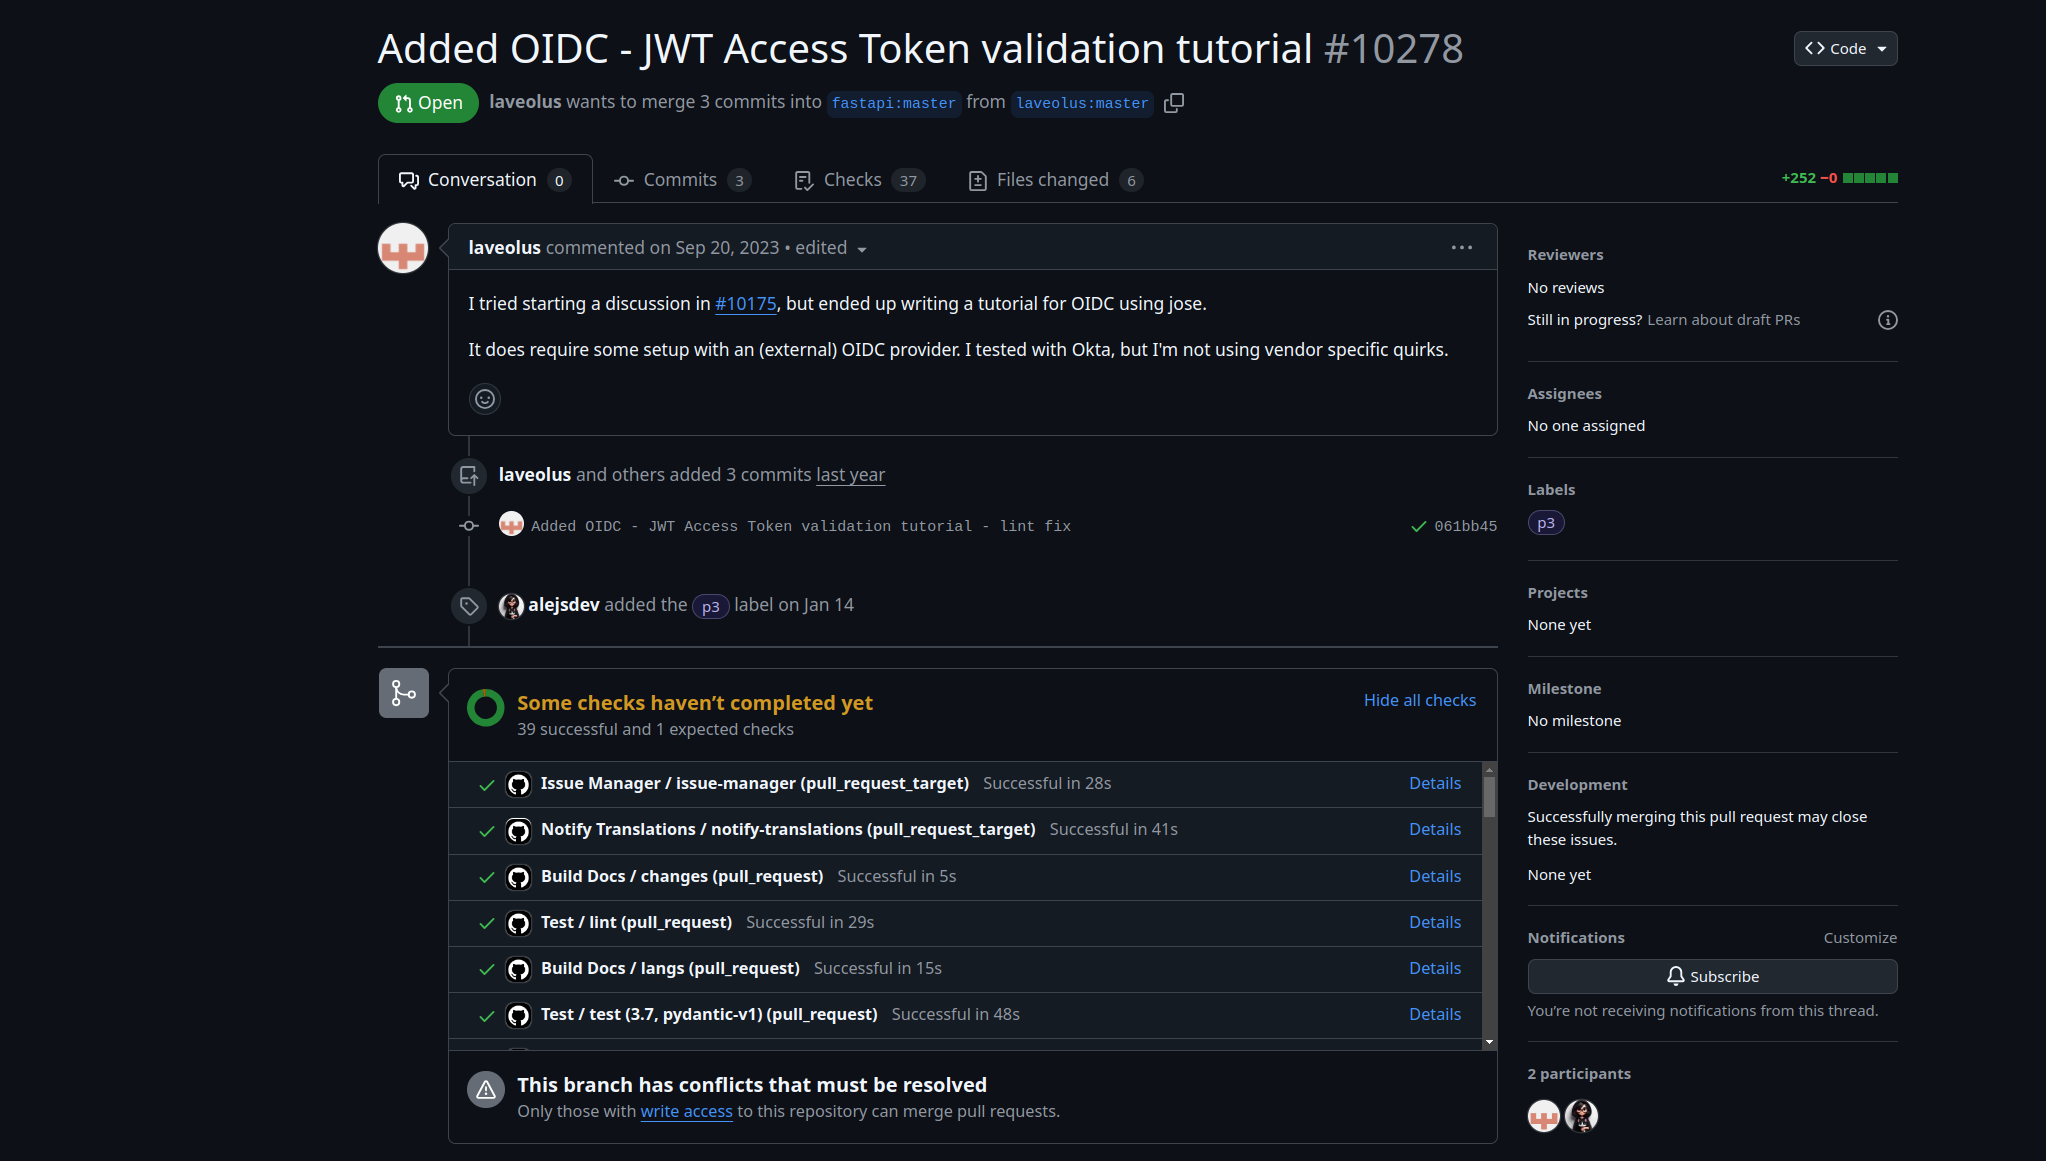 Added OIDC - JWT Access Token validation tutorial #10278
Code
Open
laveolus wants to merge 3 commits into fastapi:master from laveolus:master
Conversation 0
Commits 3
Checks 37
Files changed 6
+252 −0
laveolus commented on Sep 20, 2023 • edited
I tried starting a discussion in #10175, but ended up writing a tutorial for OIDC using jose.
It does require some setup with an (external) OIDC provider. I tested with Okta, but I'm not using vendor specific quirks.
laveolus and others added 3 commits last year
Added OIDC - JWT Access Token validation tutorial - lint fix
061bb45
alejsdev added the p3 label on Jan 14
Some checks haven’t completed yet
39 successful and 1 expected checks
Hide all checks
Issue Manager / issue-manager (pull_request_target) Successful in 28s Details
Notify Translations / notify-translations (pull_request_target) Successful in 41s Details
Build Docs / changes (pull_request) Successful in 5s Details
Test / lint (pull_request) Successful in 29s Details
Build Docs / langs (pull_request) Successful in 15s Details
Test / test (3.7, pydantic-v1) (pull_request) Successful in 48s Details
This branch has conflicts that must be resolved
Only those with write access to this repository can merge pull requests.
Reviewers
No reviews
Still in progress? Learn about draft PRs
Assignees
No one assigned
Labels
p3
Projects
None yet
Milestone
No milestone
Development
Successfully merging this pull request may close
these issues.
None yet
Notifications
Customize
Subscribe
You’re not receiving notifications from this thread.
2 participants